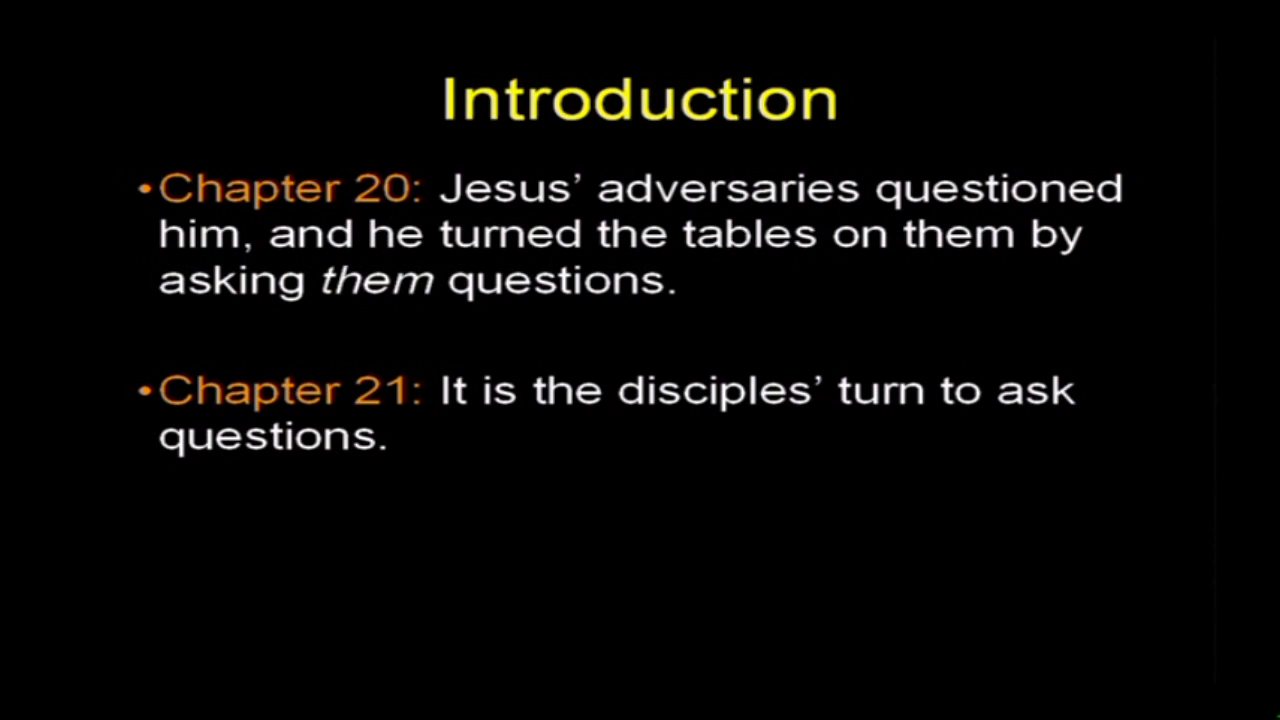 Introduction
•Chapter 20: Jesus’ adversaries questioned
him, and he turned the tables on them by
asking them questions.
•Chapter 21: It is the disciples’ turn to ask
questions.